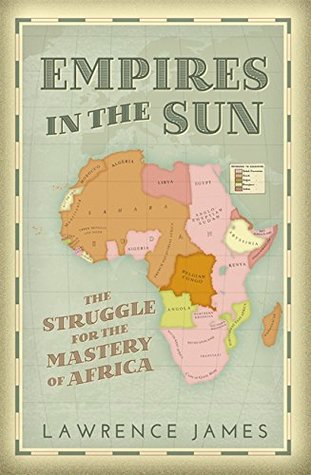 EMPIRES
IN THE SUN
MOROCCO
ALGERIA
LIBYA
EGYPT
SAHARA
ANGLO
EGYPTIAN
SUDAN
NIGERIA
KENYA
BELGIAN
CONGO
ANGOLA
THE
STRUGGLE
FOR THE
MASTERY
OF AFRICA
LAWRENCE JAMES